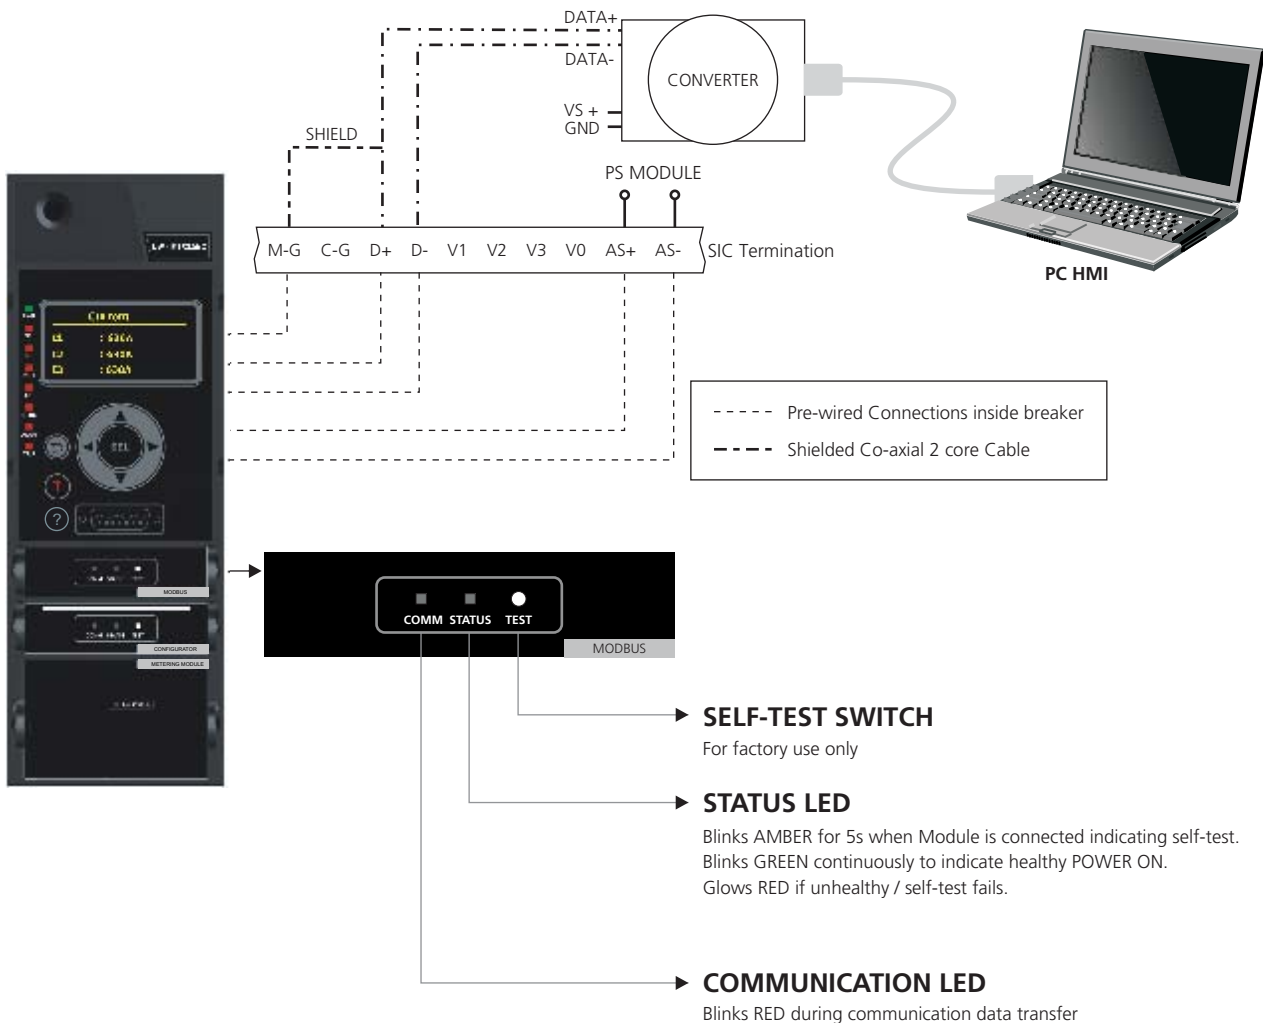 DATA+
DATA-
CONVERTER
VS +
GND
SHIELD
PS MODULE
M-G C-G D+ D- V1 V2 V3 V0 AS+ AS- SIC Termination
PC HMI
SEL
T
?
Pre-wired Connections inside breaker
Shielded Co-axial 2 core Cable
MODBUS
CONFIGURATOR
METERING MODULE
COMM STATUS TEST
MODBUS
SELF-TEST SWITCH
For factory use only
STATUS LED
Blinks AMBER for 5s when Module is connected indicating self-test.
Blinks GREEN continuously to indicate healthy POWER ON.
Glows RED if unhealthy / self-test fails.
COMMUNICATION LED
Blinks RED during communication data transfer